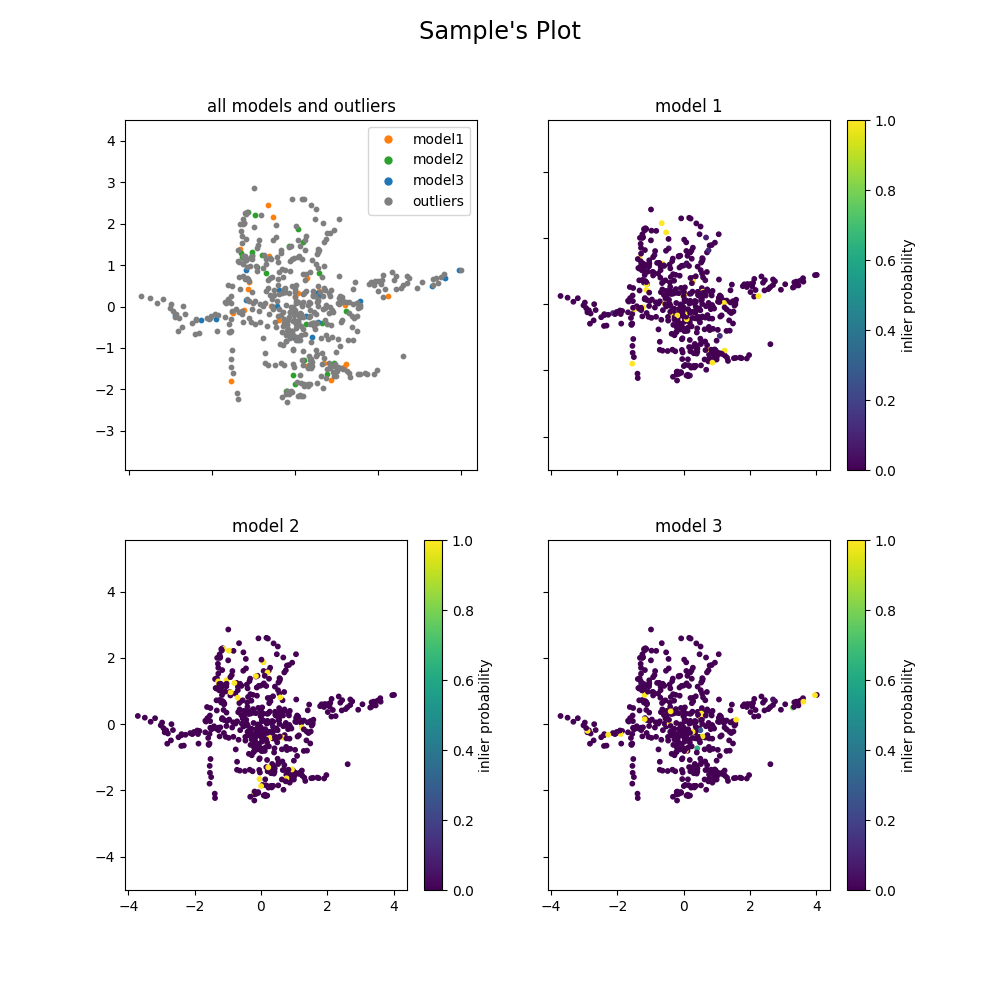 Sample's Plot
all models and outliers
4
3
2
1
0
−1
−2
−3
model1
model2
model3
outliers
model 1
1.0
0.8
0.6
0.4
0.2
0.0
inlier probability
model 2
4
2
0
−2
−4
−4 −2 0 2 4
1.0
0.8
0.6
0.4
0.2
0.0
inlier probability
model 3
−4 −2 0 2 4
1.0
0.8
0.6
0.4
0.2
0.0
inlier probability